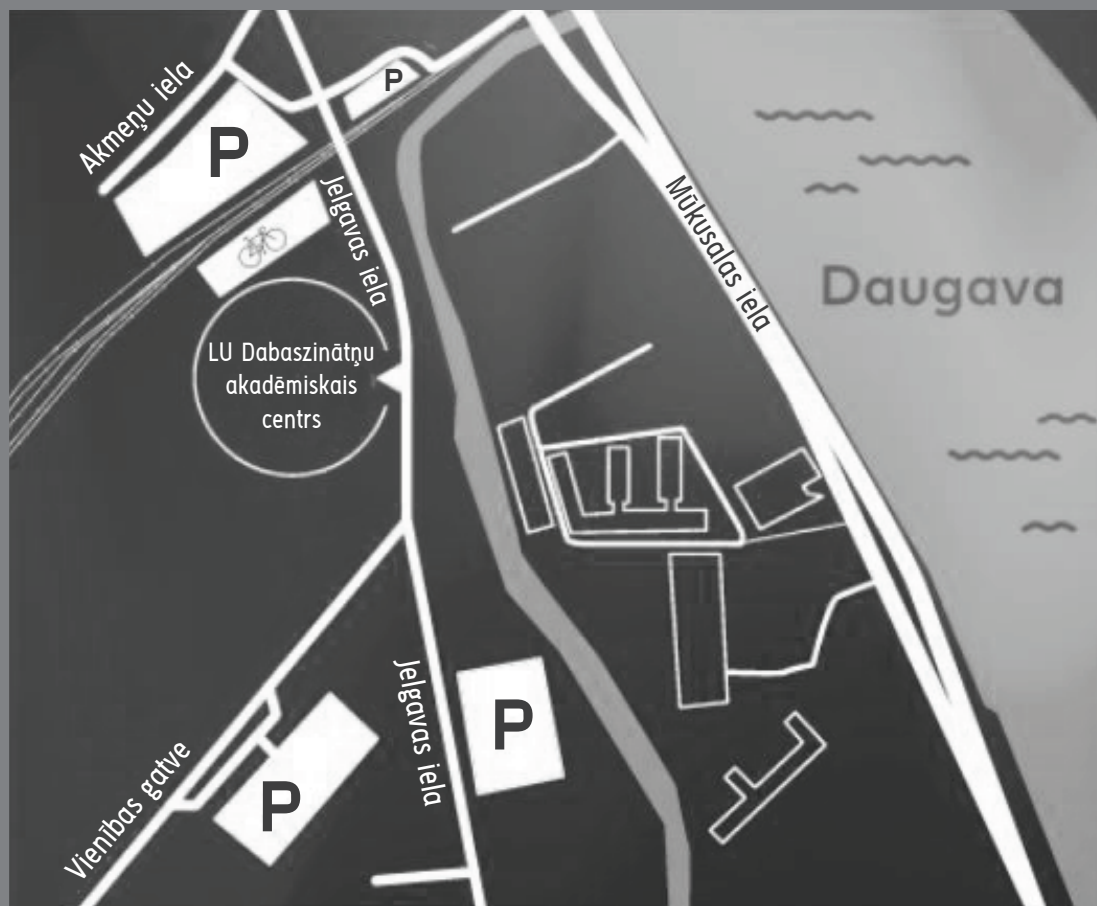 Akmeņu iela
P
P
Jelgavas iela
Mūkusalas iela
Daugava
LU Dabaszinātņu
akadēmiskais
centrs
Jelgavas iela
P
Vienības gatve
P